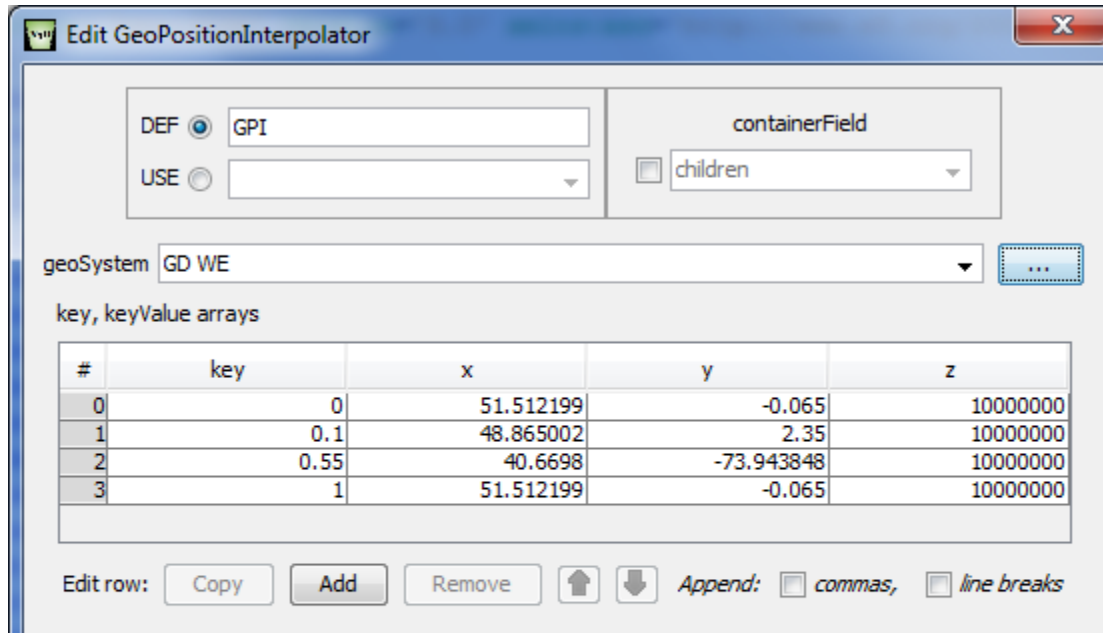 Edit GeoPositionInterpolator
DEF GPI
containerField
USE
children
geoSystem GD WE ...
key, keyValue arrays
# key x y z
0 0 51.512199 -0.065 10000000
1 0.1 48.865002 2.35 10000000
2 0.55 40.6698 -73.943848 10000000
3 1 51.512199 -0.065 10000000
Edit row: Copy Add Remove Append: commas, line breaks